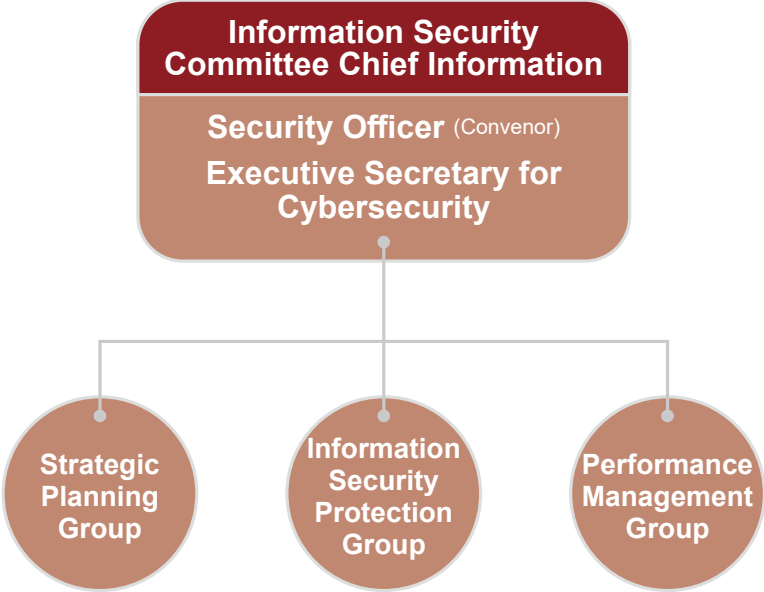 Information Security
Committee Chief Information
Security Officer (Convenor)
Executive Secretary for
Cybersecurity
Strategic
Planning
Group
Information
Security
Protection
Group
Performance
Management
Group